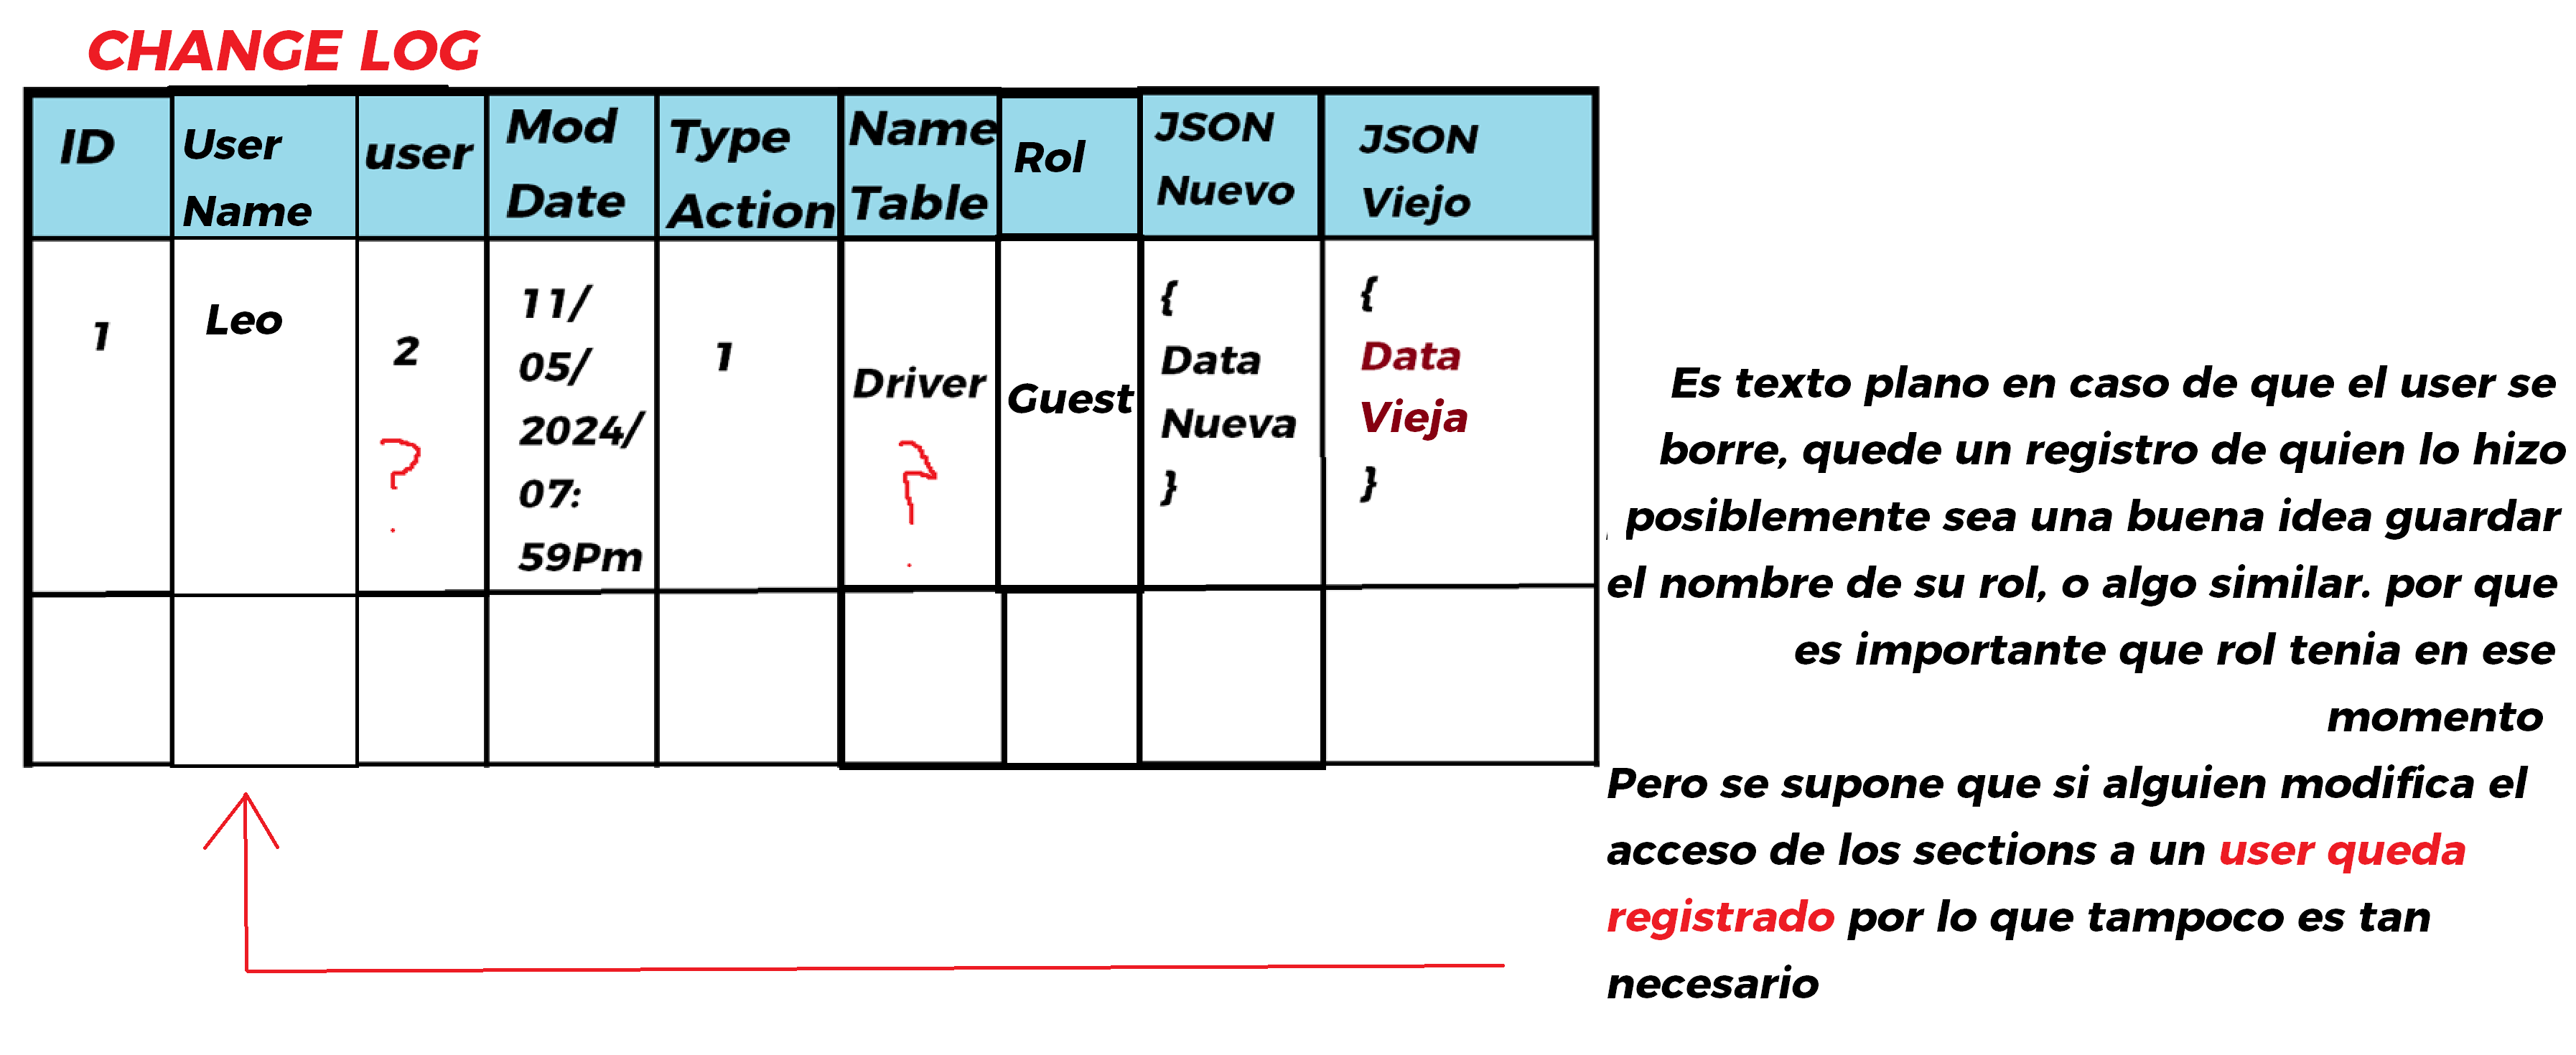 CHANGE LOG
ID
User
Name
user
Mod
Date
Type
Action
Name
Table
Rol
JSON
Nuevo
JSON
Viejo
1
Leo
2
?
11/
05/
2024/
07:
59Pm
1
Driver
?
Guest
{
Data
Nueva
}
{
Data
Vieja
}
Es texto plano en caso de que el user se
borre, quede un registro de quien lo hizo
posiblemente sea una buena idea guardar
el nombre de su rol, o algo similar. por que
es importante que rol tenia en ese
momento
Pero se supone que si alguien modifica el
acceso de los sections a un user queda
registrado por lo que tampoco es tan
necesario